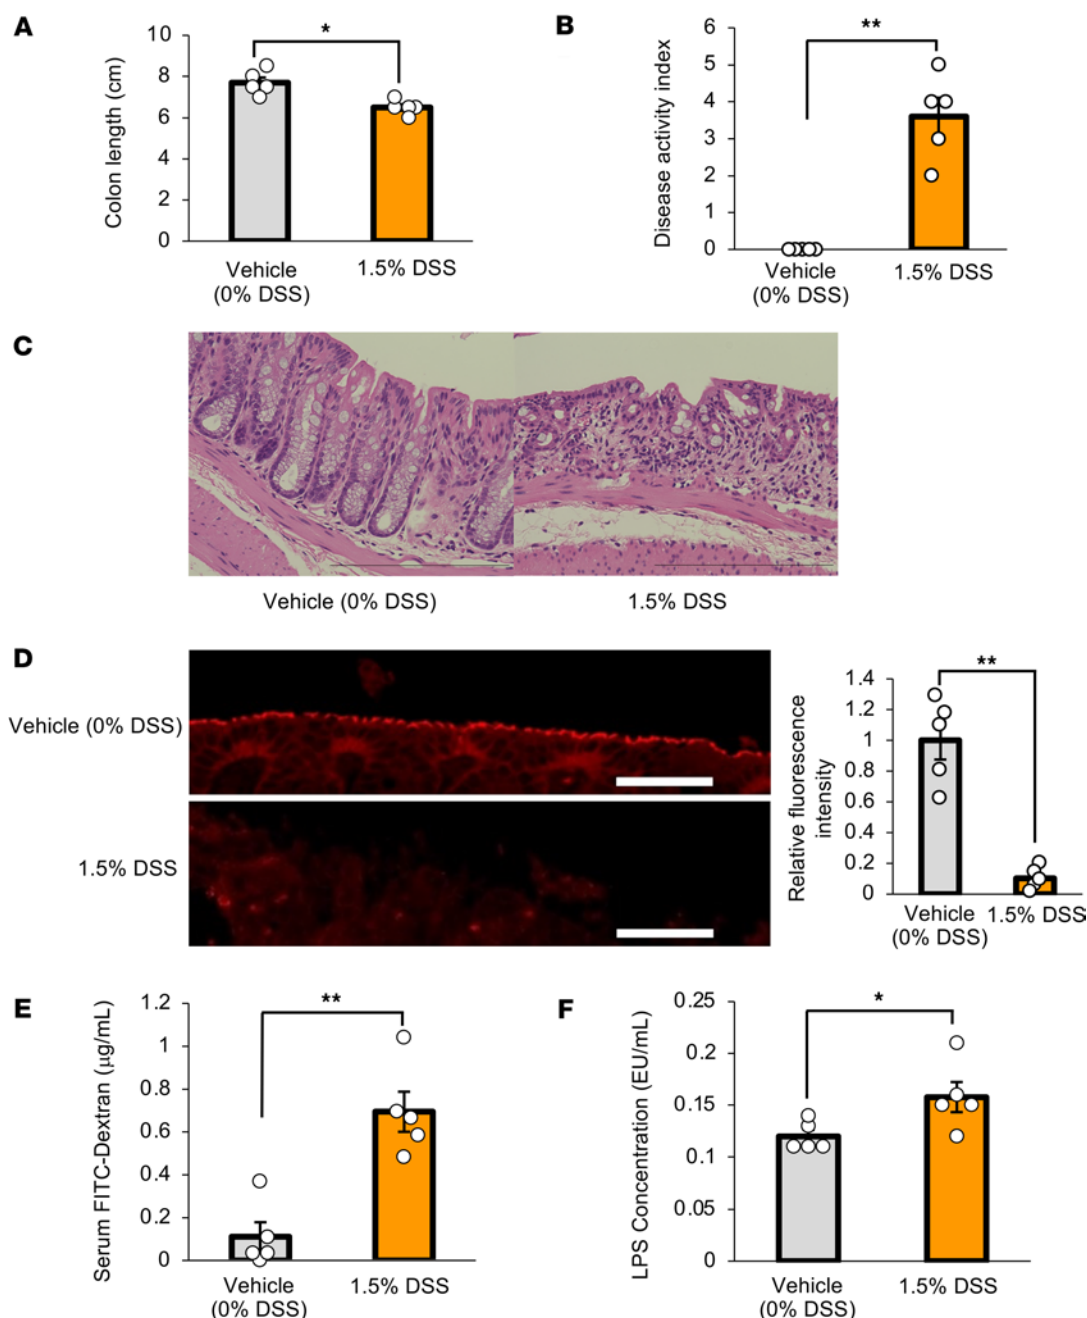 A
Colon length (cm)
10
8
6
4
2
0
*
Vehicle
(0% DSS)
1.5% DSS
B
Disease activity index
6
5
4
3
2
1
0
**
Vehicle
(0% DSS)
1.5% DSS
C
Vehicle (0% DSS)
1.5% DSS
D
Vehicle (0% DSS)
1.5% DSS
Relative fluorescence
intensity
1.4
1.2
1
0.8
0.6
0.4
0.2
0
**
Vehicle
(0% DSS)
1.5% DSS
E
Serum FITC-Dextran (µg/mL)
1.2
1
0.8
0.6
0.4
0.2
0
**
Vehicle
(0% DSS)
1.5% DSS
F
LPS Concentration (EU/mL)
0.25
0.2
0.15
0.1
0.05
0
*
Vehicle
(0% DSS)
1.5% DSS